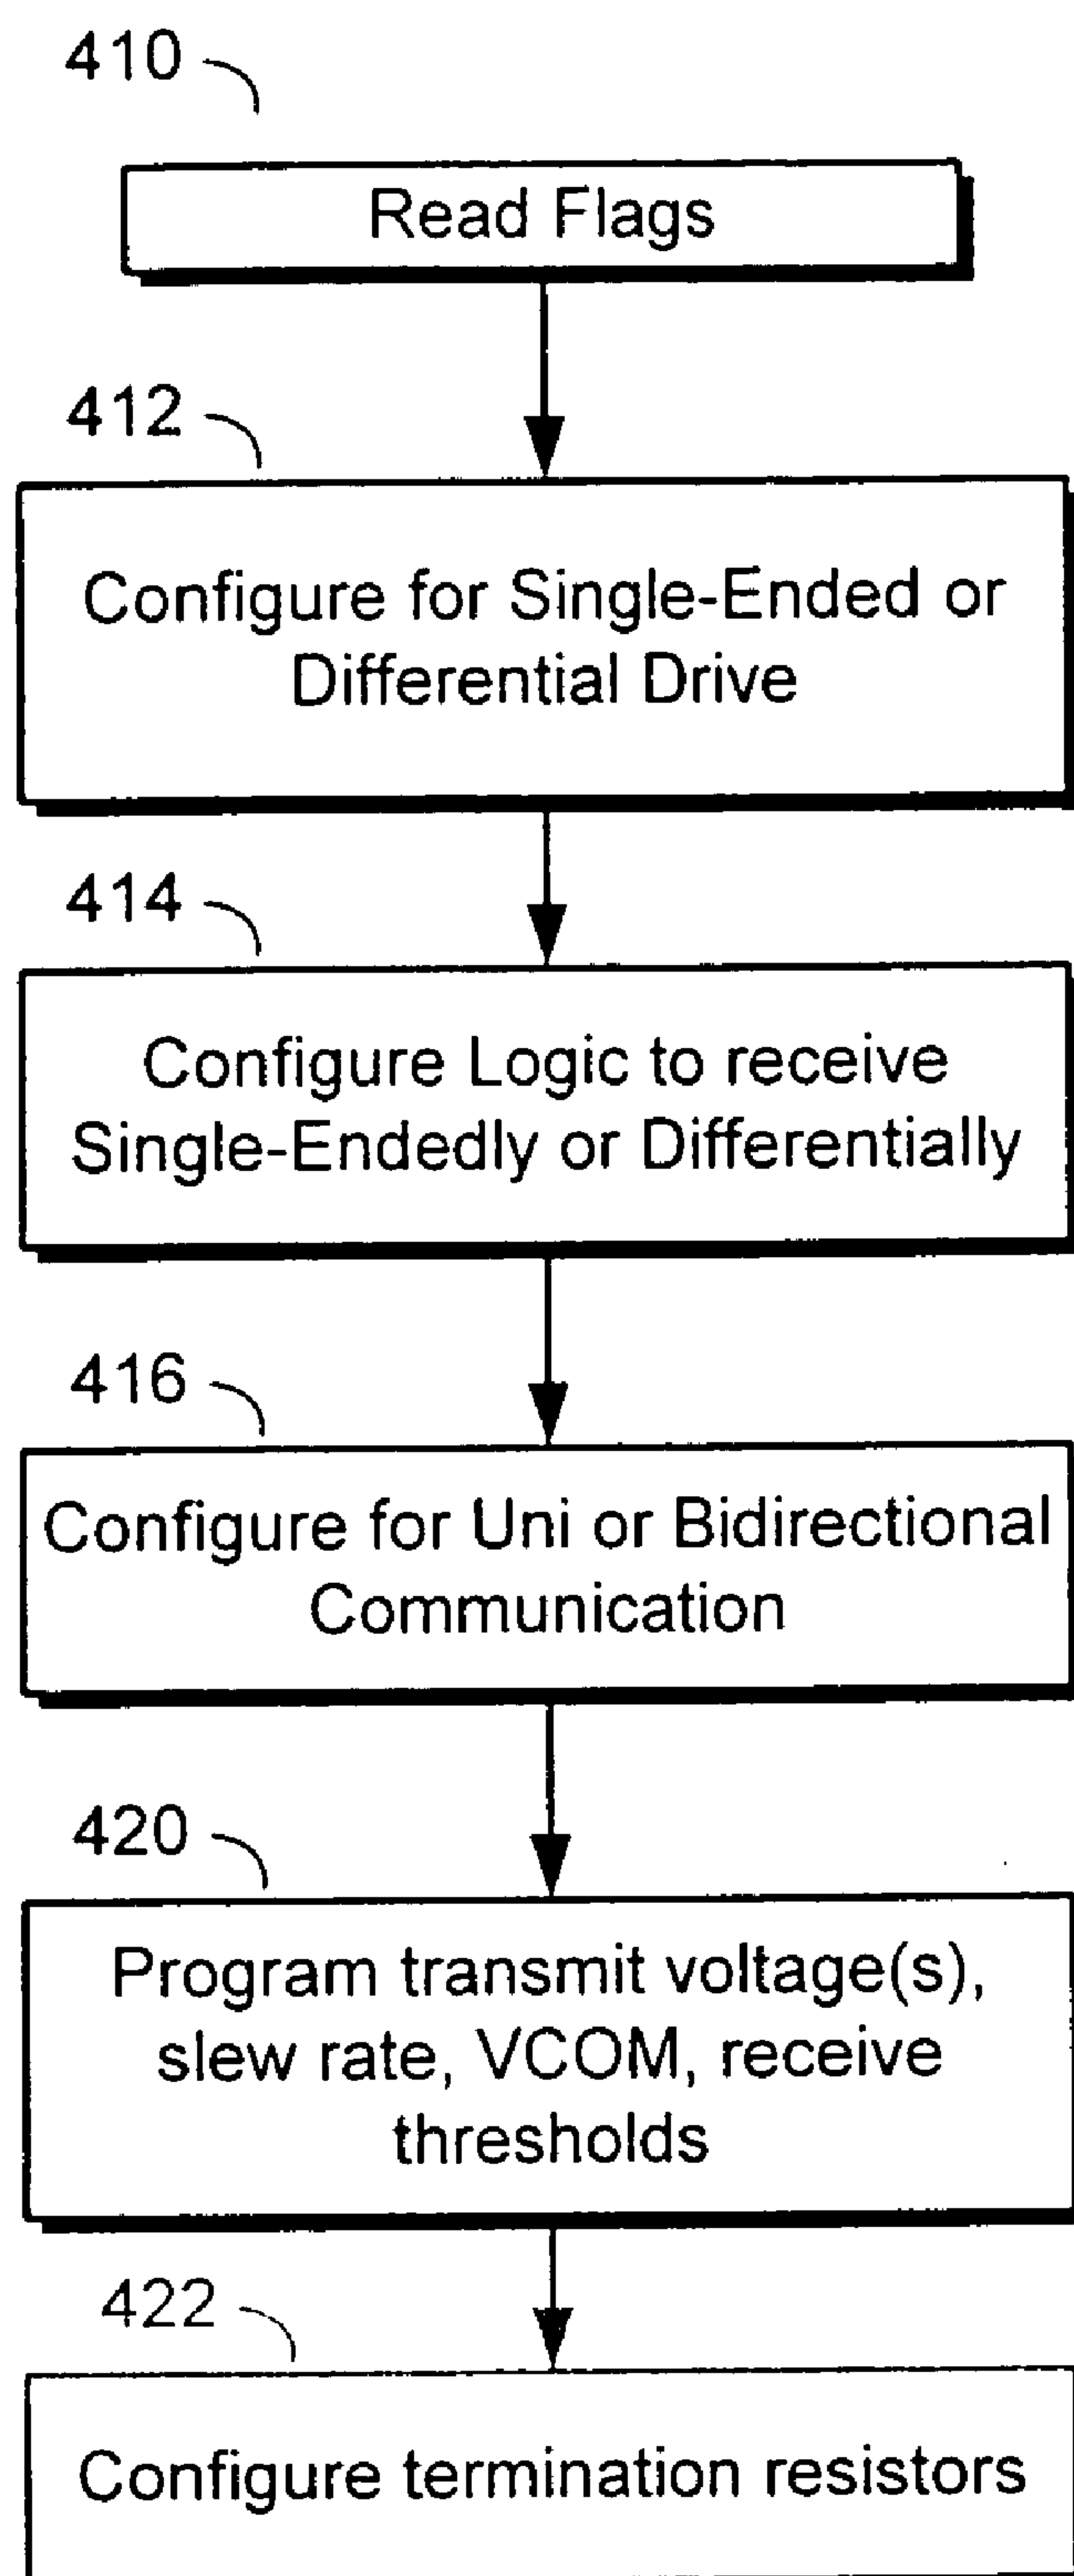 410
Read Flags
412
Configure for Single-Ended or
Differential Drive
414
Configure Logic to receive
Single-Endedly or Differentially
416
Configure for Uni or Bidirectional
Communication
420
Program transmit voltage(s),
slew rate, VCOM, receive
thresholds
422
Configure termination resistors